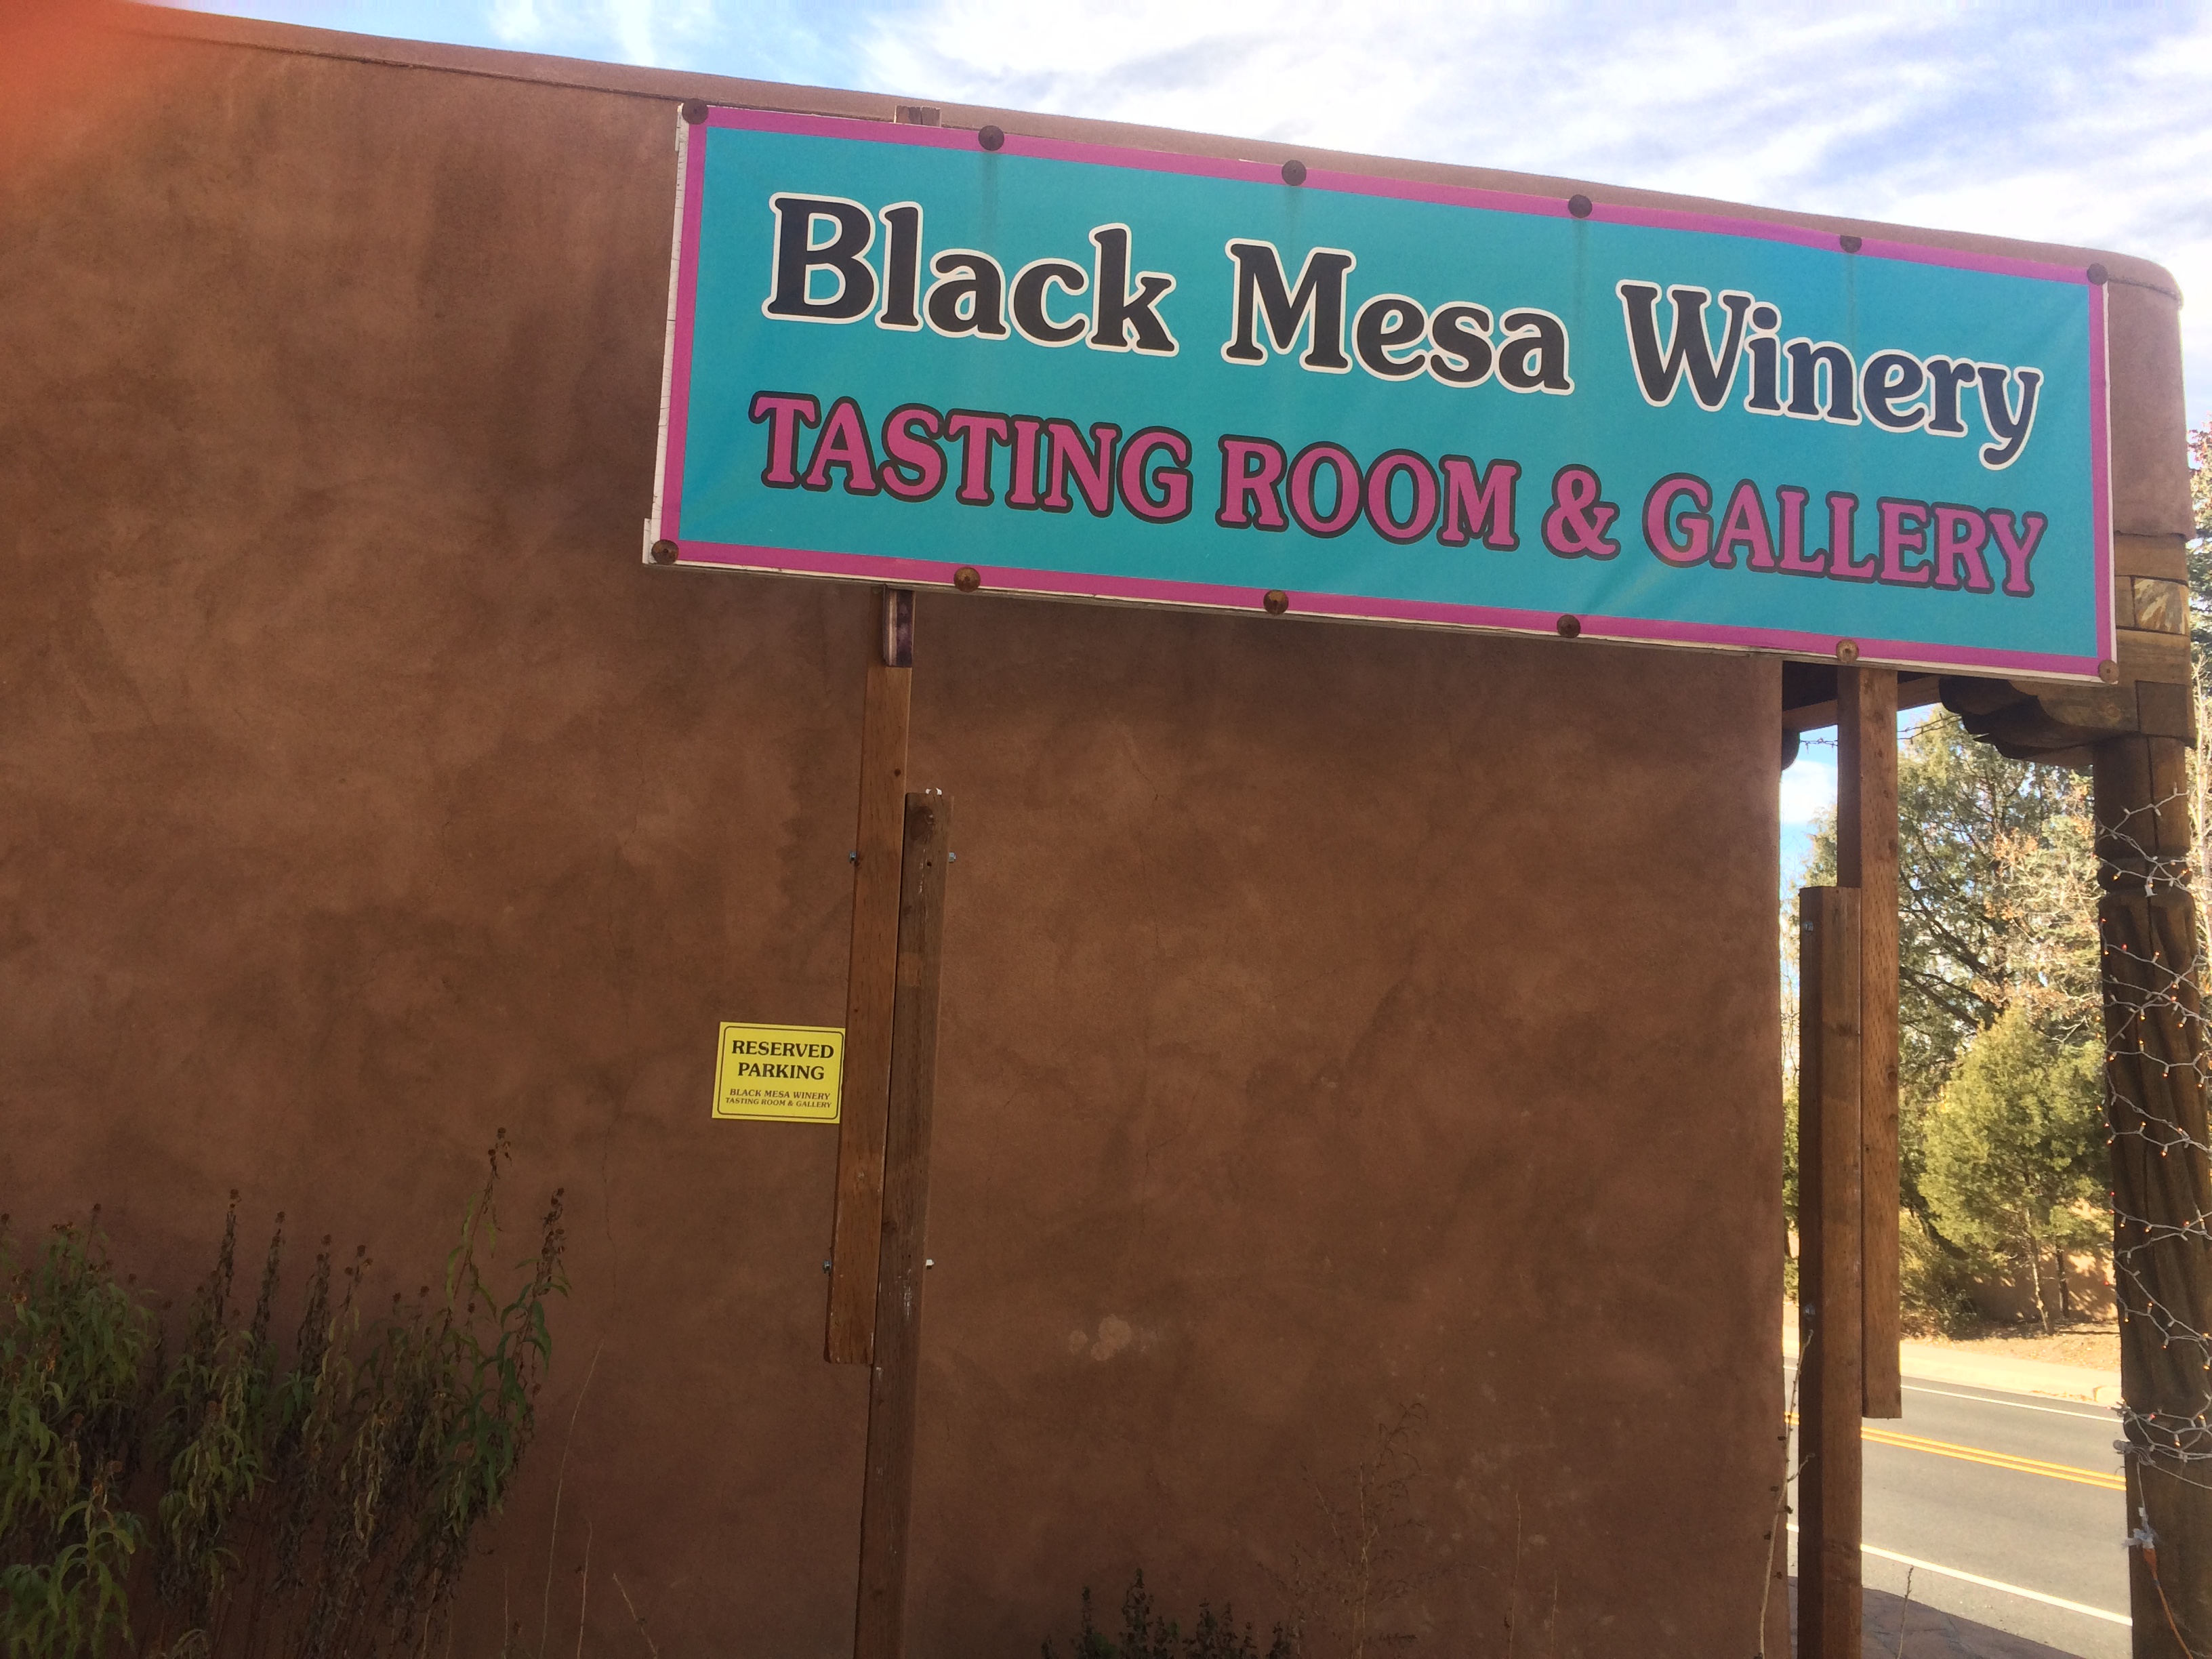 Black Mesa Winery
TASTING ROOM & GALLERY
RESERVED
PARKING
BLACK MESA WINERY
TASTING ROOM & GALLERY